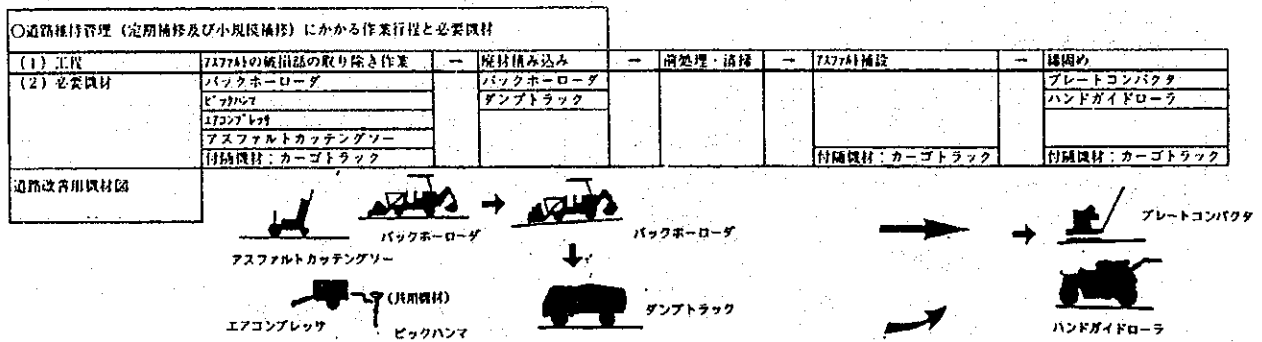 ○道路維持管理（定期補修及び小規模補修）にかかる作業行程と必要機材
(1) 工程 ｱｽﾌｧﾙﾄの破損部の取り除き作業 → 廃材積み込み → 前処理・清掃 → ｱｽﾌｧﾙﾄ補設 → 締固め
(2) 必要機材 バックホーローダ バックホーローダ プレートコンパクタ
ﾋﾟｯｸﾊﾝﾏ ダンプトラック ハンドガイドローラ
ｴｱｺﾝﾌﾟﾚｯｻ
アスファルトカッテングソー
付随機材：カーゴトラック 付随機材：カーゴトラック 付随機材：カーゴトラック
道路改善用機材図
プレートコンパクタ
バックホーローダ バックホーローダ
アスファルトカッテングソー
(共用機材)
ダンプトラック
エアコンプレッサ ピックハンマ ハンドガイドローラ